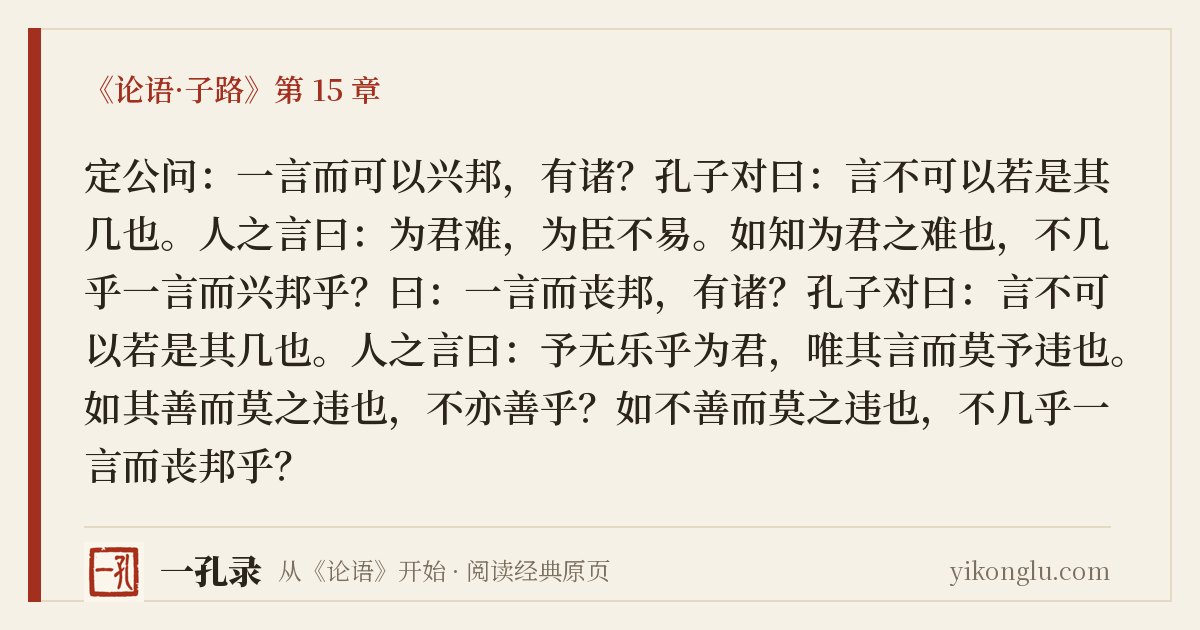 《论语·子路》第 15 章
定公问：一言而可以兴邦，有诸？孔子对曰：言不可以若是其
几也。人之言曰：为君难，为臣不易。如知为君之难也，不几
乎一言而兴邦乎？曰：一言而丧邦，有诸？孔子对曰：言不可
以若是其几也。人之言曰：予无乐乎为君，唯其言而莫予违也。
如其善而莫之违也，不亦善乎？如不善而莫之违也，不几乎一
言而丧邦乎？
一孔 一孔录 从《论语》开始 · 阅读经典原页 yikonglu.com